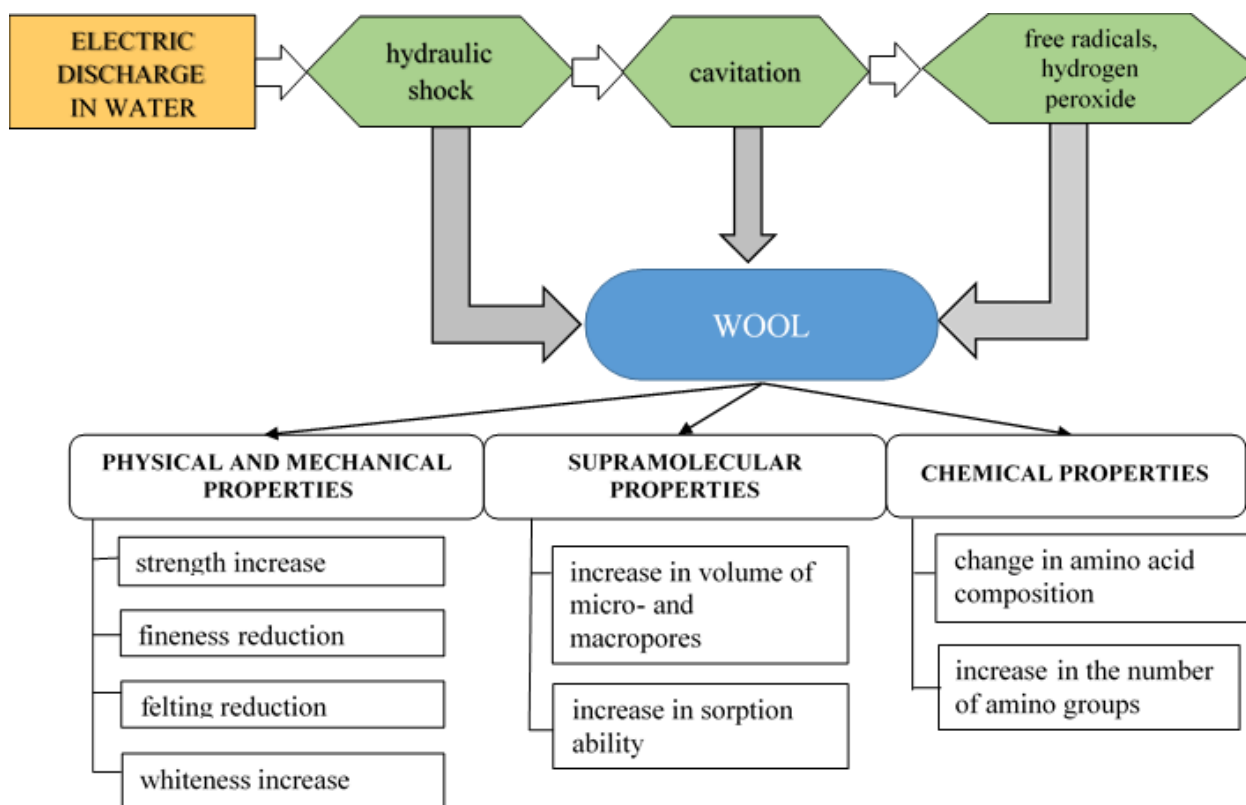 ELECTRIC
DISCHARGE
IN WATER
hydraulic
shock
cavitation
free radicals,
hydrogen
peroxide
WOOL
PHYSICAL AND MECHANICAL
PROPERTIES
strength increase
fineness reduction
felting reduction
whiteness increase
SUPRAMOLECULAR
PROPERTIES
increase in volume of
micro- and
macropores
increase in sorption
ability
CHEMICAL PROPERTIES
change in amino acid
composition
increase in the number
of amino groups